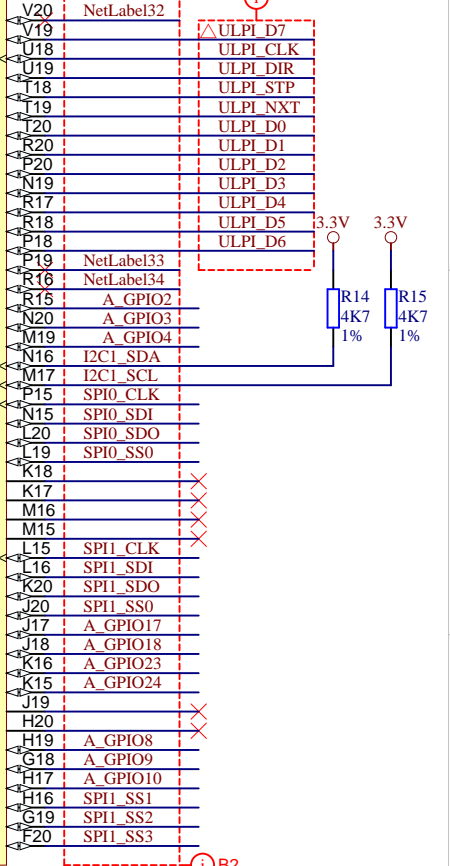 V20 NetLabel32
V19 ULPI_D7
U18 ULPI_CLK
U19 ULPI_DIR
T18 ULPI_STP
T19 ULPI_NXT
T20 ULPI_D0
R20 ULPI_D1
P20 ULPI_D2
N19 ULPI_D3
R17 ULPI_D4
R18 ULPI_D5 3.3V 3.3V
P18 ULPI_D6
P19 NetLabel33
R16 NetLabel34
R15 A_GPIO2 R14 R15
N20 A_GPIO3 4K7 4K7
M19 A_GPIO4 1% 1%
N16 I2C1_SDA
M17 I2C1_SCL
P15 SPI0_CLK
N15 SPI0_SDI
L20 SPI0_SDO
L19 SPI0_SS0
K18
K17
M16
M15
L15 SPI1_CLK
L16 SPI1_SDI
K20 SPI1_SDO
J20 SPI1_SS0
J17 A_GPIO17
J18 A_GPIO18
K16 A_GPIO23
K15 A_GPIO24
J19
H20
H19 A_GPIO8
G18 A_GPIO9
H17 A_GPIO10
H16 SPI1_SS1
G19 SPI1_SS2
F20 SPI1_SS3
i B2